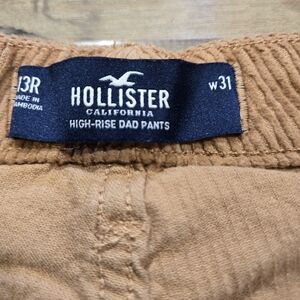 13R
MADE IN
CAMBODIA
HOLLISTER
CALIFORNIA
HIGH-RISE DAD PANTS
W31